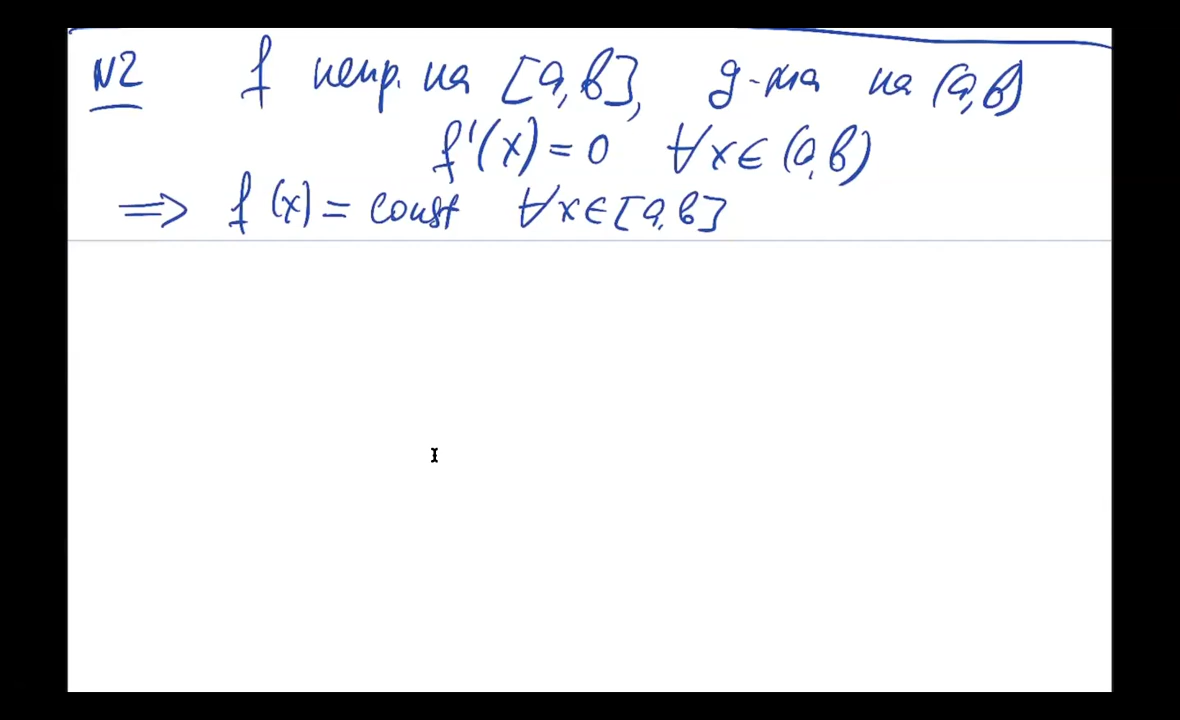 N2 f непр. на [a,b], g-ма на (a,b)
f'(x) = 0 ∀x∈(a,b)
⇒ f(x) = const ∀x∈[a,b]